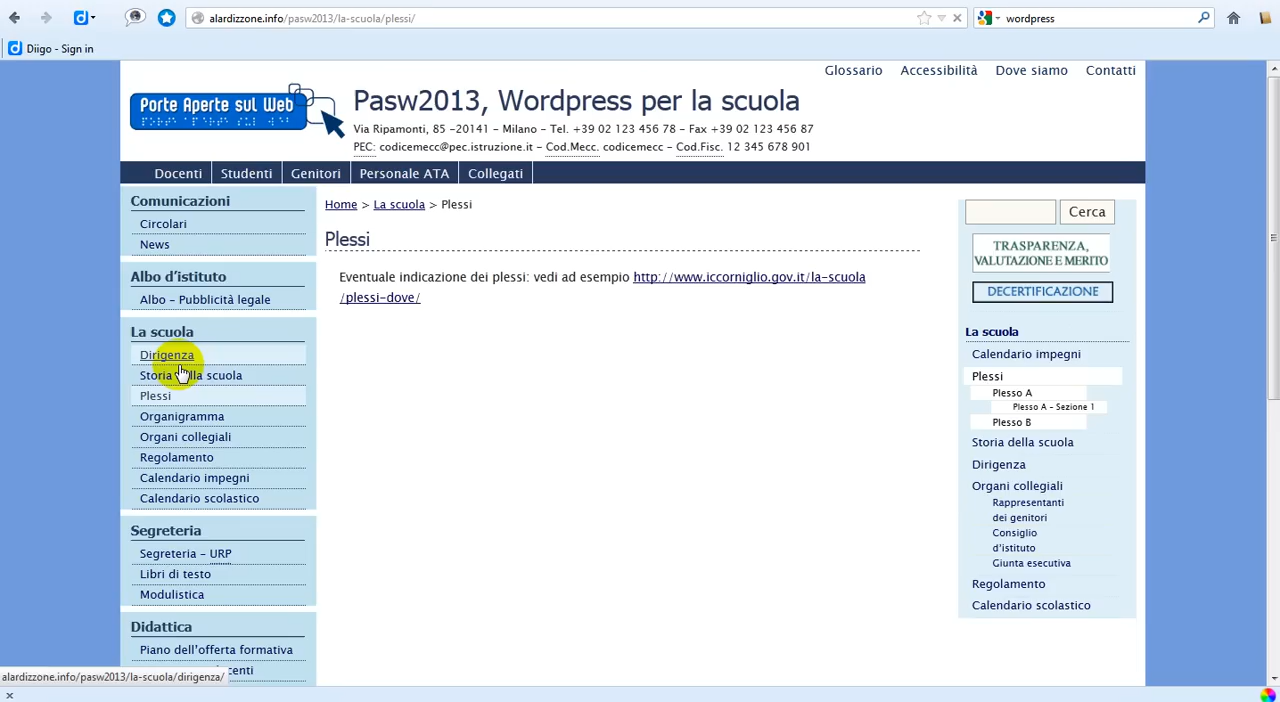 alardizzone.info/pasw2013/la-scuola/plessi/
wordpress
Diigo - Sign in
Glossario Accessibilità Dove siamo Contatti
Porte Aperte sul Web
Pasw2013, Wordpress per la scuola
Via Ripamonti, 85 -20141 - Milano - Tel. +39 02 123 456 78 - Fax +39 02 123 456 87
PEC: codicemecc@pec.istruzione.it - Cod.Mecc. codicemecc - Cod.Fisc. 12 345 678 901
Docenti Studenti Genitori Personale ATA Collegati
Comunicazioni
Circolari
News
Albo d'istituto
Albo – Pubblicità legale
La scuola
Dirigenza
Storia della scuola
Plessi
Organigramma
Organi collegiali
Regolamento
Calendario impegni
Calendario scolastico
Segreteria
Segreteria – URP
Libri di testo
Modulistica
Didattica
Piano dell'offerta formativa
Home > La scuola > Plessi
Plessi
Eventuale indicazione dei plessi: vedi ad esempio http://www.iccorniglio.gov.it/la-scuola
/plessi-dove/
Cerca
TRASPARENZA,
VALUTAZIONE E MERITO
DECERTIFICAZIONE
La scuola
Calendario impegni
Plessi
Plesso A
Plesso A – Sezione 1
Plesso B
Storia della scuola
Dirigenza
Organi collegiali
Rappresentanti
dei genitori
Consiglio
d'istituto
Giunta esecutiva
Regolamento
Calendario scolastico
alardizzone.info/pasw2013/la-scuola/dirigenza/